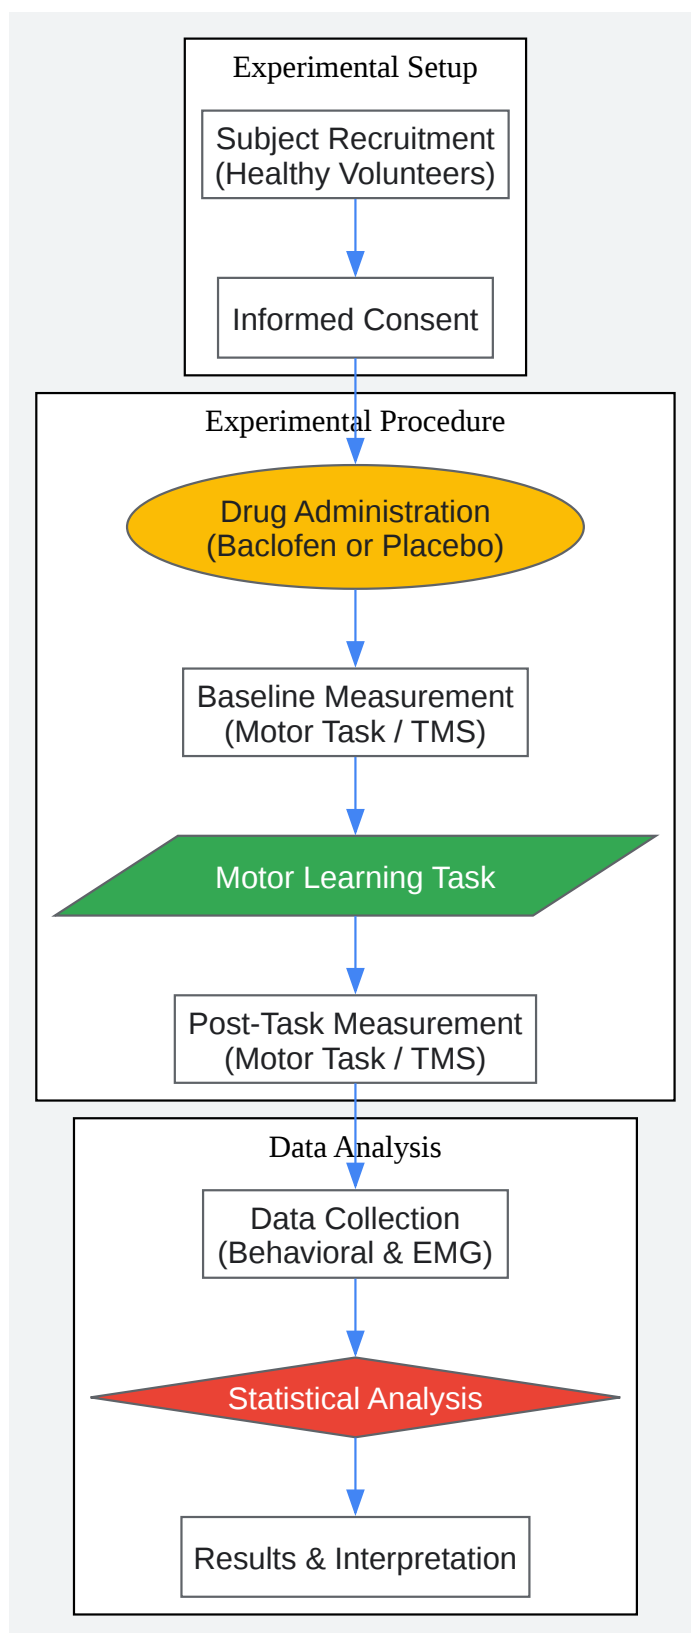 Experimental Setup
Subject Recruitment
(Healthy Volunteers)
Informed Consent
Experimental Procedure
Drug Administration
(Baclofen or Placebo)
Baseline Measurement
(Motor Task / TMS)
Motor Learning Task
Post-Task Measurement
(Motor Task / TMS)
Data Analysis
Data Collection
(Behavioral & EMG)
Statistical Analysis
Results & Interpretation